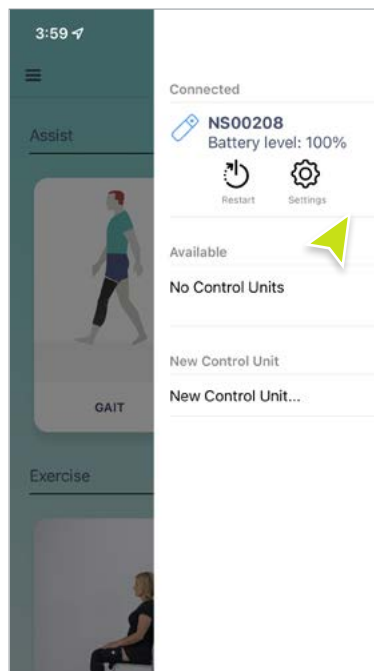 3:59
Connected
NS00208
Battery level: 100%
Restart Settings
Assist
Available
No Control Units
New Control Unit
New Control Unit...
GAIT
Exercise